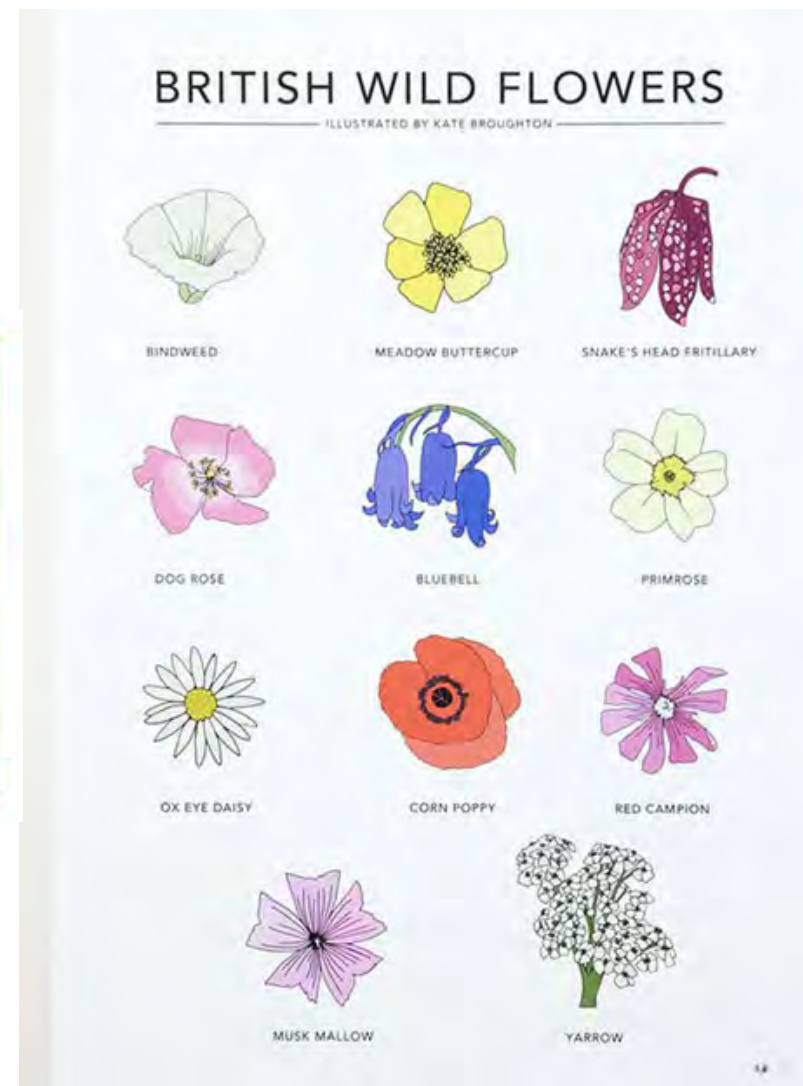 BRITISH WILD FLOWERS
ILLUSTRATED BY KATE BROUGHTON
BINDWEED
MEADOW BUTTERCUP
SNAKE'S HEAD FRITILLARY
DOG ROSE
BLUEBELL
PRIMROSE
OX EYE DAISY
CORN POPPY
RED CAMPION
MUSK MALLOW
YARROW